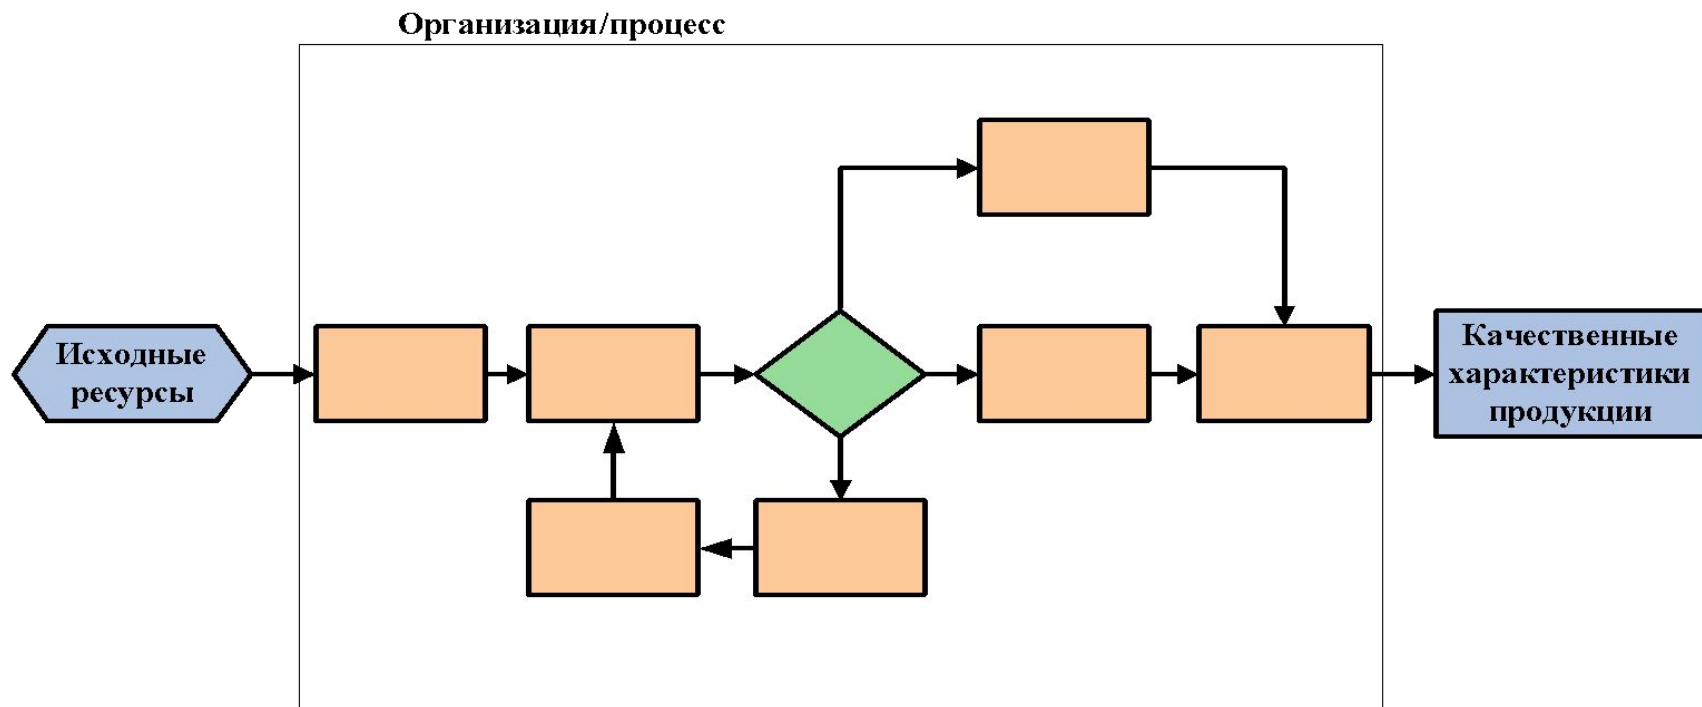 Организация/процесс
Исходные
ресурсы
Качественные
характеристики
продукции